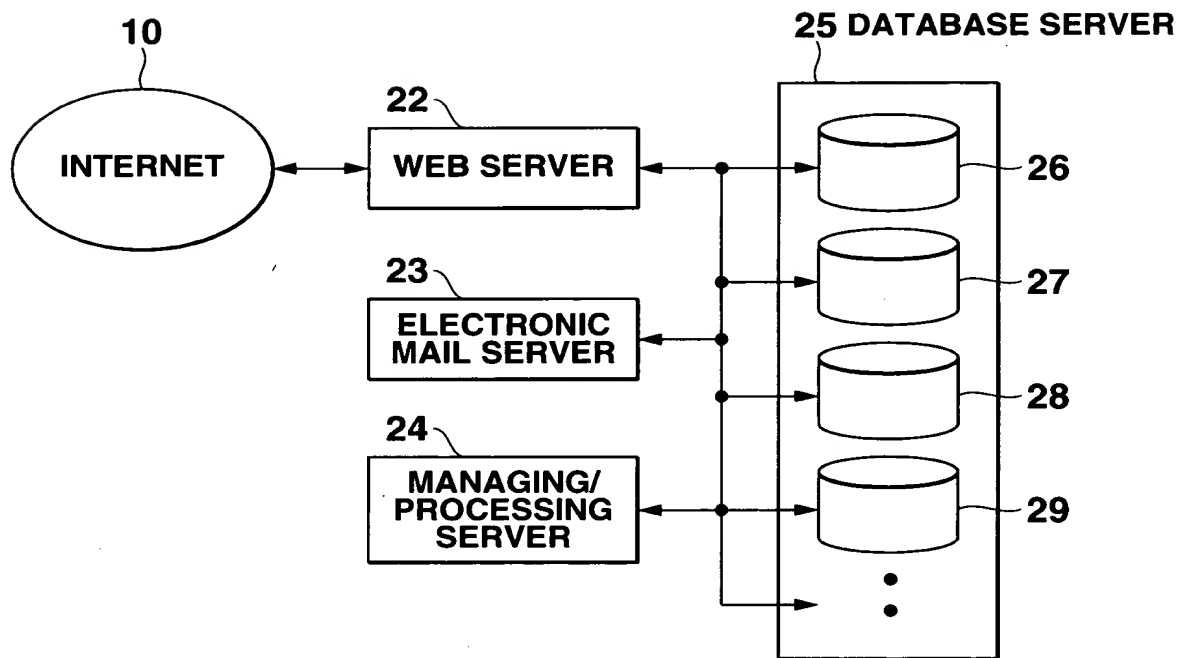 10
INTERNET
22
WEB SERVER
23
ELECTRONIC
MAIL SERVER
24
MANAGING/
PROCESSING
SERVER
25 DATABASE SERVER
26
27
28
29